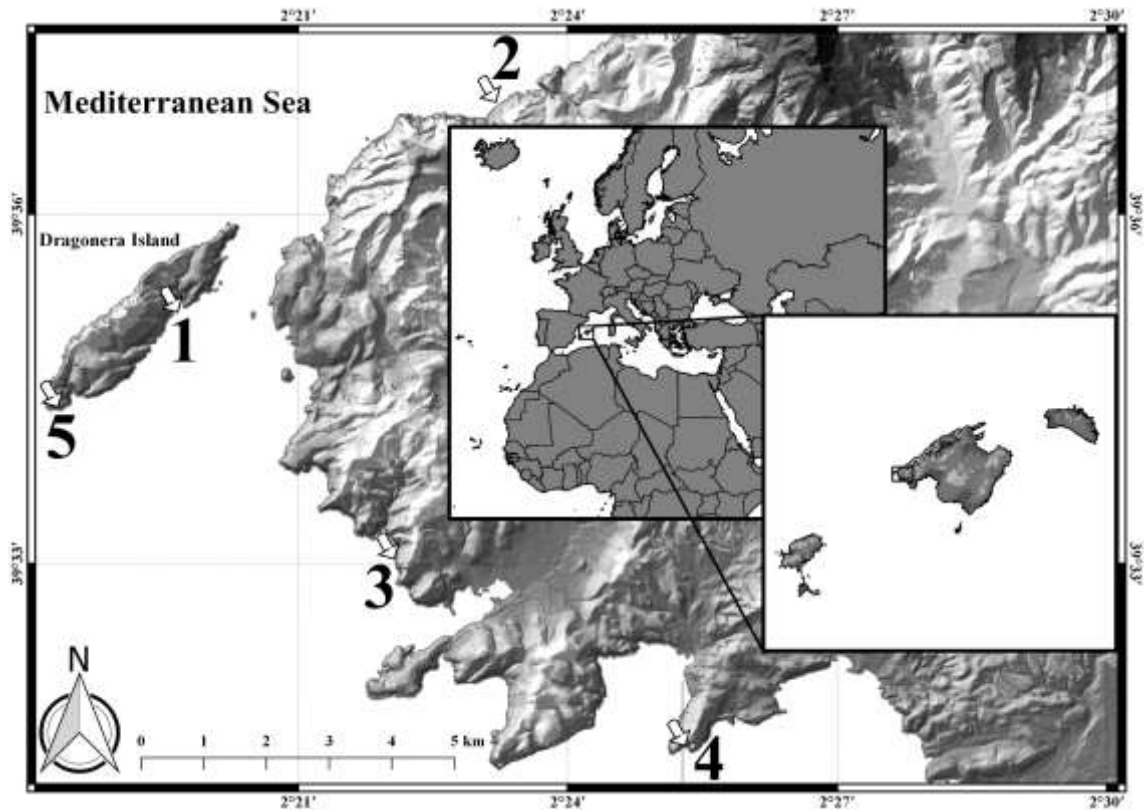 2°21' 2°24' 2°27' 2°30'
2
Mediterranean Sea
39°36' 39°36'
Dragonera Island
1
5
39°33' 39°33'
3
N
0 1 2 3 4 5 km
4
2°21' 2°24' 2°27' 2°30'